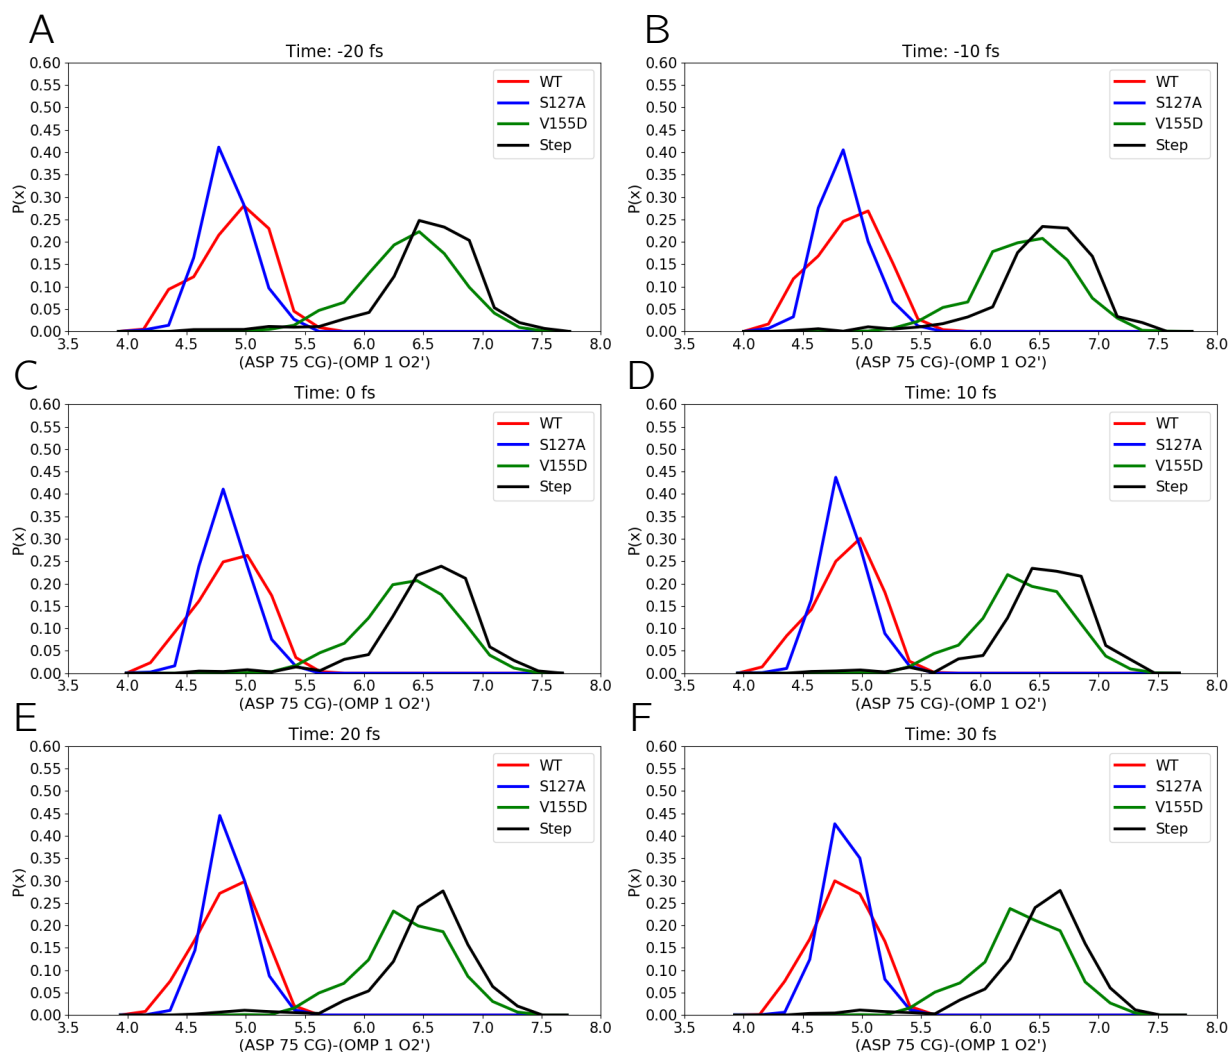 A
Time: -20 fs
0.60
0.55
0.50
0.45
0.40
0.35
0.30
0.25
0.20
0.15
0.10
0.05
0.00
P(x)
WT
S127A
V155D
Step
3.5 4.0 4.5 5.0 5.5 6.0 6.5 7.0 7.5 8.0
(ASP 75 CG)-(OMP 1 O2')
B
Time: -10 fs
0.60
0.55
0.50
0.45
0.40
0.35
0.30
0.25
0.20
0.15
0.10
0.05
0.00
P(x)
WT
S127A
V155D
Step
3.5 4.0 4.5 5.0 5.5 6.0 6.5 7.0 7.5 8.0
(ASP 75 CG)-(OMP 1 O2')
C
Time: 0 fs
0.60
0.55
0.50
0.45
0.40
0.35
0.30
0.25
0.20
0.15
0.10
0.05
0.00
P(x)
WT
S127A
V155D
Step
3.5 4.0 4.5 5.0 5.5 6.0 6.5 7.0 7.5 8.0
(ASP 75 CG)-(OMP 1 O2')
D
Time: 10 fs
0.60
0.55
0.50
0.45
0.40
0.35
0.30
0.25
0.20
0.15
0.10
0.05
0.00
P(x)
WT
S127A
V155D
Step
3.5 4.0 4.5 5.0 5.5 6.0 6.5 7.0 7.5 8.0
(ASP 75 CG)-(OMP 1 O2')
E
Time: 20 fs
0.60
0.55
0.50
0.45
0.40
0.35
0.30
0.25
0.20
0.15
0.10
0.05
0.00
P(x)
WT
S127A
V155D
Step
3.5 4.0 4.5 5.0 5.5 6.0 6.5 7.0 7.5 8.0
(ASP 75 CG)-(OMP 1 O2')
F
Time: 30 fs
0.60
0.55
0.50
0.45
0.40
0.35
0.30
0.25
0.20
0.15
0.10
0.05
0.00
P(x)
WT
S127A
V155D
Step
3.5 4.0 4.5 5.0 5.5 6.0 6.5 7.0 7.5 8.0
(ASP 75 CG)-(OMP 1 O2')